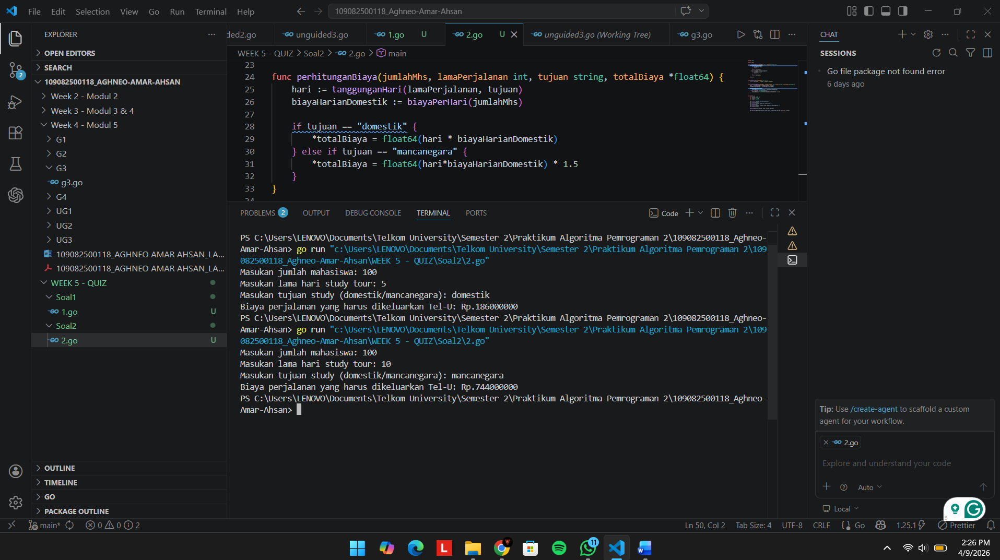 File Edit Selection View Go Run Terminal Help
109082500118_Aghneo-Amar-Ahsan
EXPLORER
OPEN EDITORS
SEARCH
2
109082500118_AGHNEO-AMAR-AHSAN
Week 2 - Modul 2
Week 3 - Modul 3 & 4
Week 4 - Modul 5
G1
G2
G3
g3.go
G4
UG1
UG2
UG3
109082500118_AGHNEO AMAR AHSAN_LA...
109082500118_AGHNEO AMAR AHSAN_LA...
WEEK 5 - QUIZ
Soal1
1.go U
Soal2
2.go U
OUTLINE
TIMELINE
GO
PACKAGE OUTLINE
ded2.go unguided3.go 1.go U 2.go U unguided3.go (Working Tree) g3.go
WEEK 5 - QUIZ > Soal2 > 2.go > main
23
24 func perhitunganBiaya(jumlahMhs, lamaPerjalanan int, tujuan string, totalBiaya *float64) {
25 hari := tanggunganHari(lamaPerjalanan, tujuan)
26 biayaHarianDomestik := biayaPerHari(jumlahMhs)
27
28 if tujuan == "domestik" {
29 *totalBiaya = float64(hari * biayaHarianDomestik)
30 } else if tujuan == "mancanegara" {
31 *totalBiaya = float64(hari*biayaHarianDomestik) * 1.5
32 }
33 }
34
PROBLEMS 2 OUTPUT DEBUG CONSOLE TERMINAL PORTS
Code
PS C:\Users\LENOVO\Documents\Telkom University\Semester 2\Praktikum Algoritma Pemrograman 2\109082500118_Aghneo-
Amar-Ahsan> go run "c:\Users\LENOVO\Documents\Telkom University\Semester 2\Praktikum Algoritma Pemrograman 2\109
082500118_Aghneo-Amar-Ahsan\WEEK 5 - QUIZ\Soal2\2.go"
Masukan jumlah mahasiswa: 100
Masukan lama hari study tour: 5
Masukan tujuan study (domestik/mancanegara): domestik
Biaya perjalanan yang harus dikeluarkan Tel-U: Rp.186000000
PS C:\Users\LENOVO\Documents\Telkom University\Semester 2\Praktikum Algoritma Pemrograman 2\109082500118_Aghneo-
Amar-Ahsan> go run "c:\Users\LENOVO\Documents\Telkom University\Semester 2\Praktikum Algoritma Pemrograman 2\109
082500118_Aghneo-Amar-Ahsan\WEEK 5 - QUIZ\Soal2\2.go"
Masukan jumlah mahasiswa: 100
Masukan lama hari study tour: 10
Masukan tujuan study (domestik/mancanegara): mancanegara
Biaya perjalanan yang harus dikeluarkan Tel-U: Rp.744000000
PS C:\Users\LENOVO\Documents\Telkom University\Semester 2\Praktikum Algoritma Pemrograman 2\109082500118_Aghneo-
Amar-Ahsan>
CHAT
SESSIONS
Go file package not found error
6 days ago
Tip: Use /create-agent to scaffold a custom
agent for your workflow.
2.go
Explore and understand your code
Auto
Local
main* 0 0 2
Ln 50, Col 2 Tab Size: 4 UTF-8 CRLF Go 1.25.1 Prettier
11
2:26 PM
4/9/2026